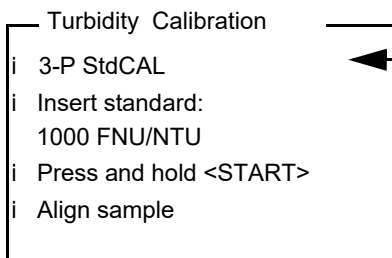 Turbidity Calibration
i 3-P StdCAL
i Insert standard:
1000 FNU/NTU
i Press and hold <START>
i Align sample